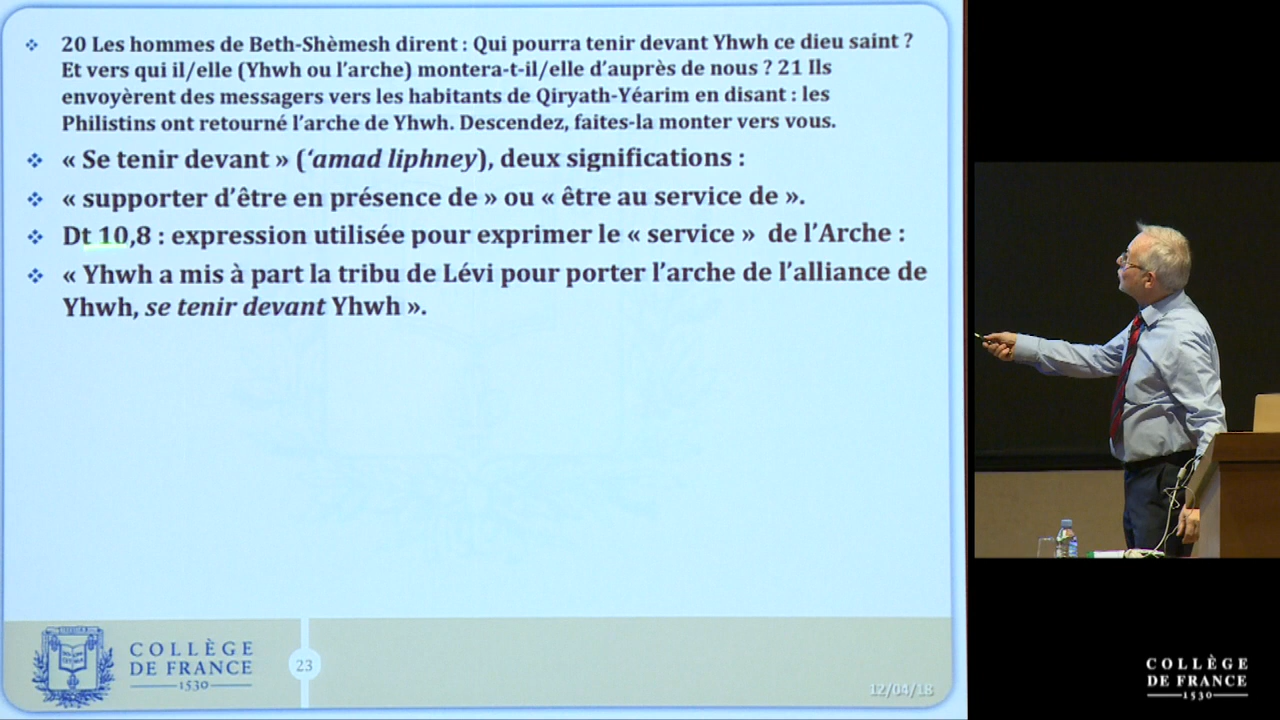 20 Les hommes de Beth-Shèmesh dirent : Qui pourra tenir devant Yhwh ce dieu saint ?
Et vers qui il/elle (Yhwh ou l’arche) montera-t-il/elle d’auprès de nous ? 21 Ils
envoyèrent des messagers vers les habitants de Qiryath-Yéarim en disant : les
Philistins ont retourné l’arche de Yhwh. Descendez, faites-la monter vers vous.
« Se tenir devant » (‘amad liphney), deux significations :
« supporter d’être en présence de » ou « être au service de ».
Dt 10,8 : expression utilisée pour exprimer le « service » de l’Arche :
« Yhwh a mis à part la tribu de Lévi pour porter l’arche de l’alliance de
Yhwh, se tenir devant Yhwh ».
COLLÈGE
DE FRANCE
1530
23
12/04/18
COLLÈGE
DE FRANCE
1530